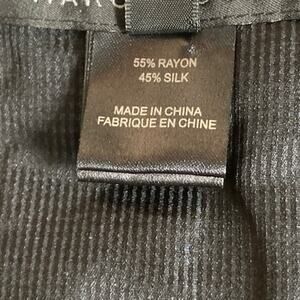 55% RAYON
45% SILK
MADE IN CHINA
FABRIQUE EN CHINE